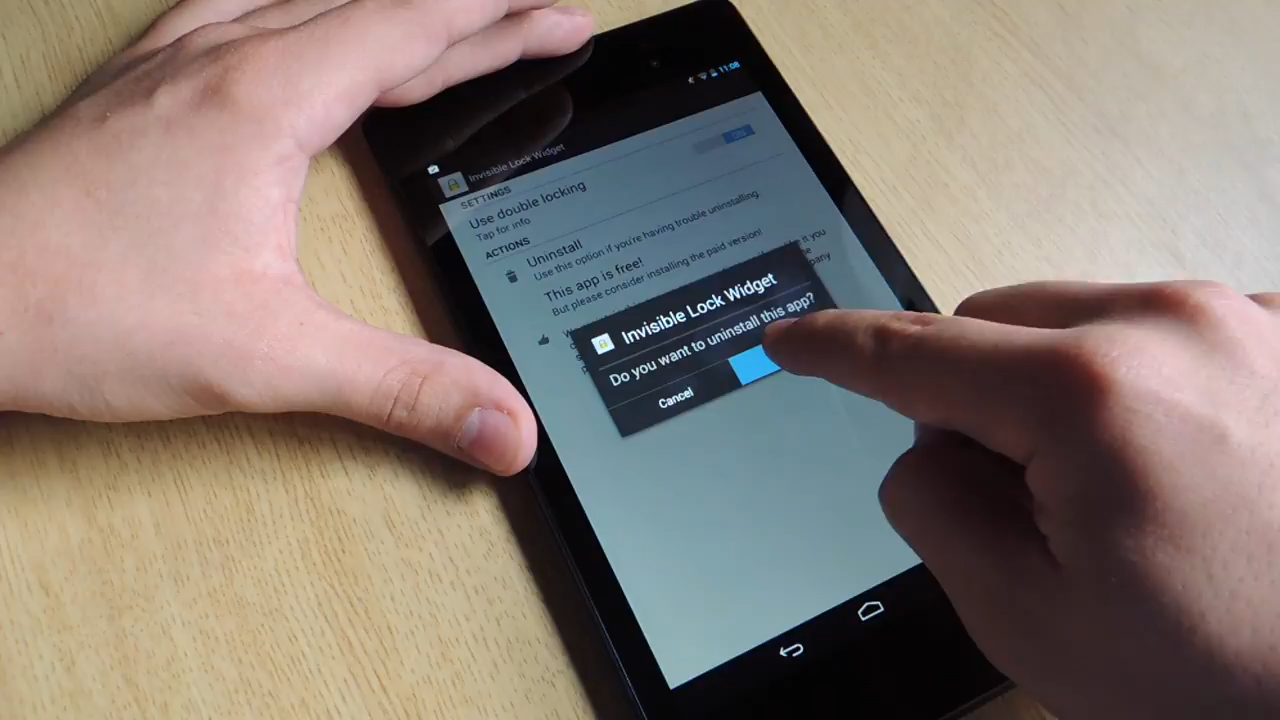 11:08
Invisible Lock Widget
SETTINGS
Use double locking
Tap for info
ACTIONS
Uninstall
Use this option if you're having trouble uninstalling.
This app is free!
But please consider installing the paid version!
it you
Invisible Lock Widget
Do you want to uninstall this app?
Cancel